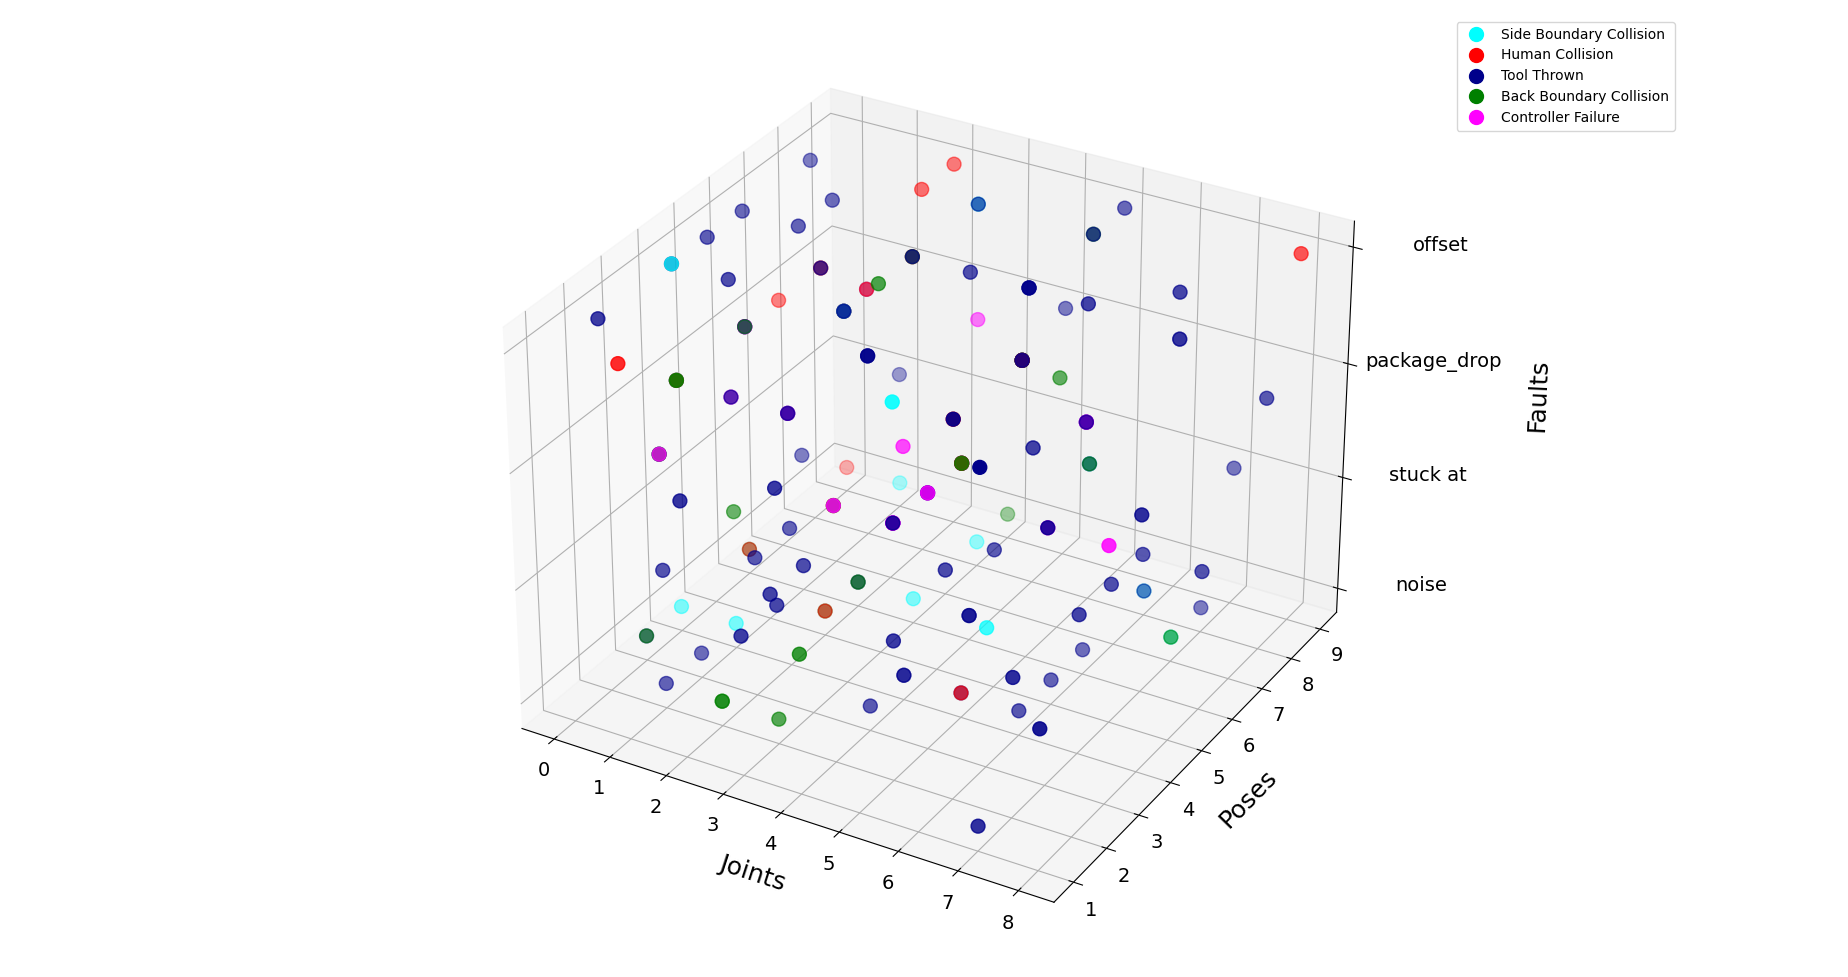 Side Boundary Collision
Human Collision
Tool Thrown
Back Boundary Collision
Controller Failure
offset
package_drop
stuck at
noise
Faults
9
8
7
6
5
4
3
2
1
Poses
0
1
2
3
4
5
6
7
8
Joints